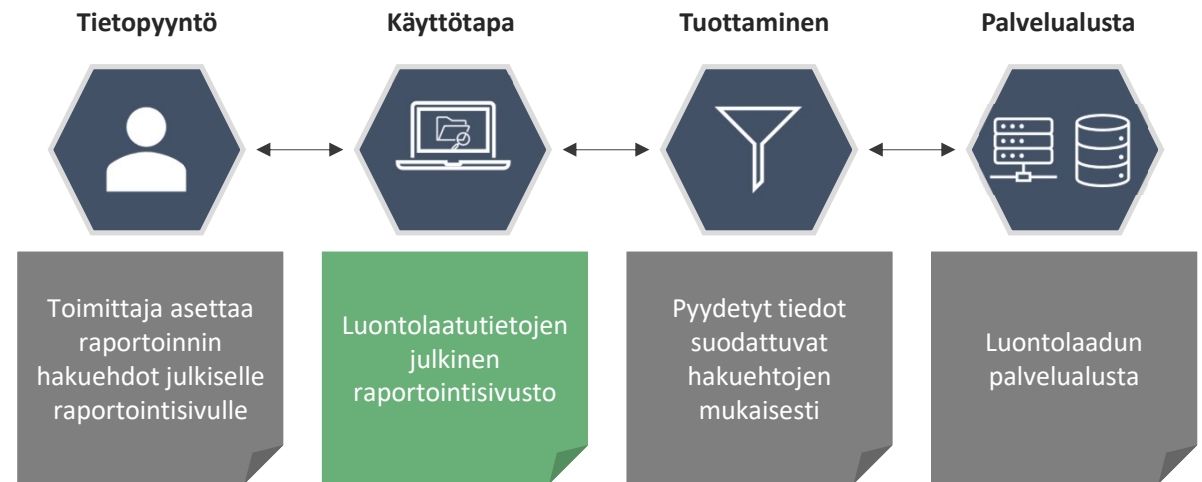 Tietopyyntö
Käyttötapa
Tuottaminen
Palvelualusta
Toimittaja asettaa
raportoinnin
hakuehdot julkiselle
raportointisivulle
Luontolaatutietojen
julkinen
raportointisivusto
Pyydetyt tiedot
suodattuvat
hakuehtojen
mukaisesti
Luontolaadun
palvelualusta